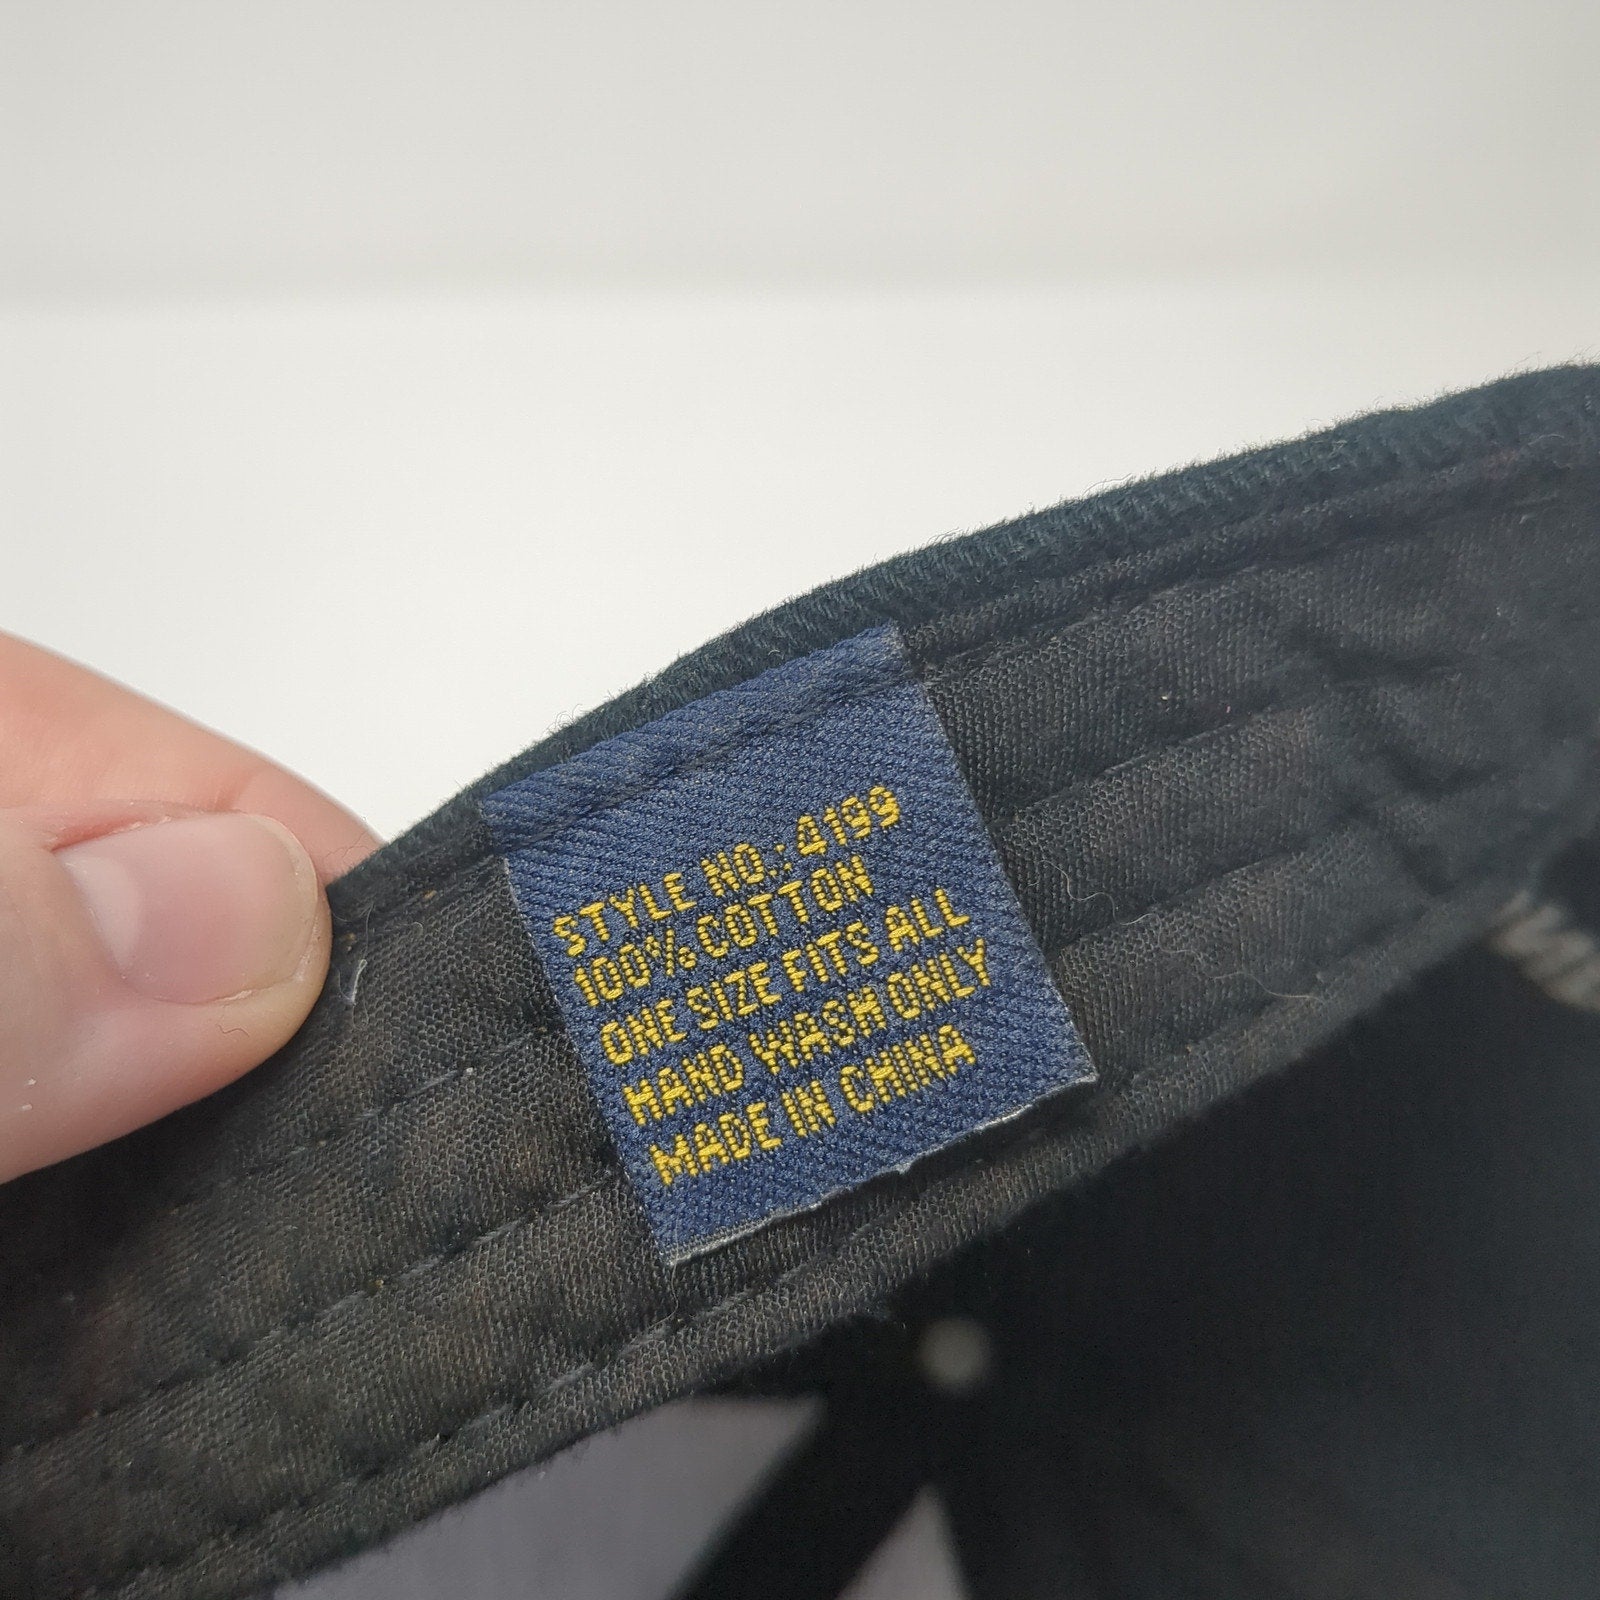 STYLE NO.: 4199
100% COTTON
ONE SIZE FITS ALL
HAND WASH ONLY
MADE IN CHINA